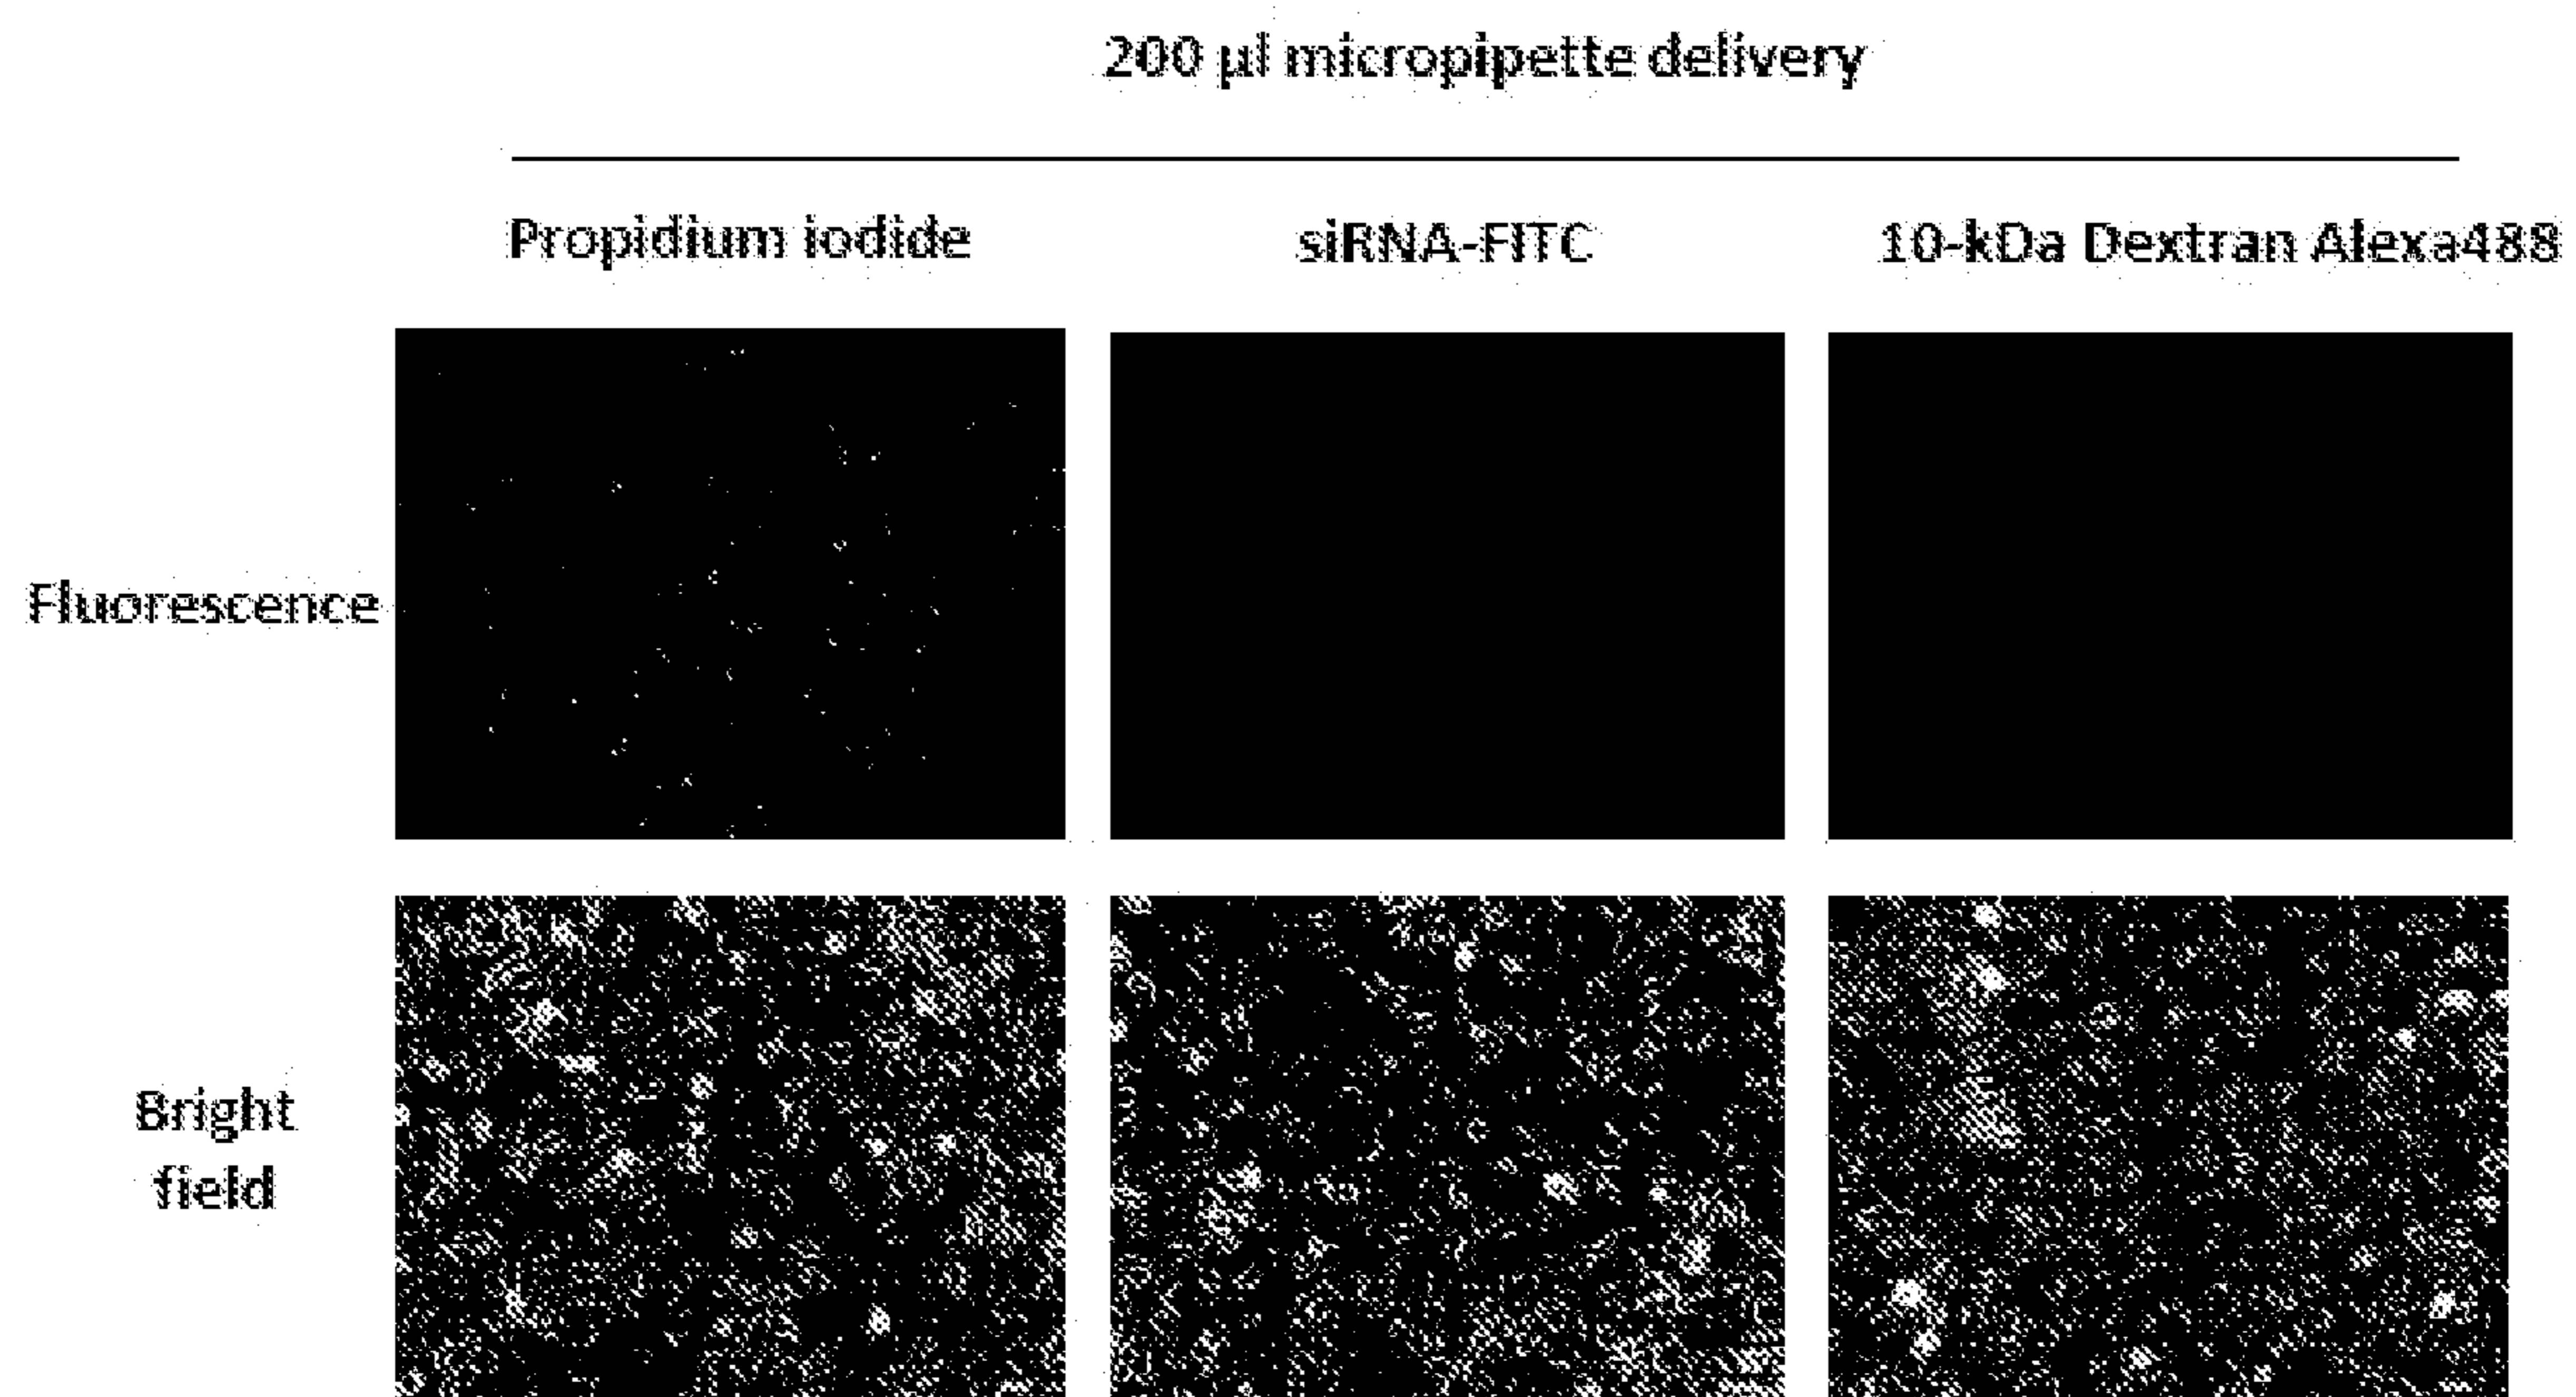 200 µl micropipette delivery
Propidium iodide
siRNA-FITC
10-kDa Dextran Alexa488
Fluorescence
Bright
field